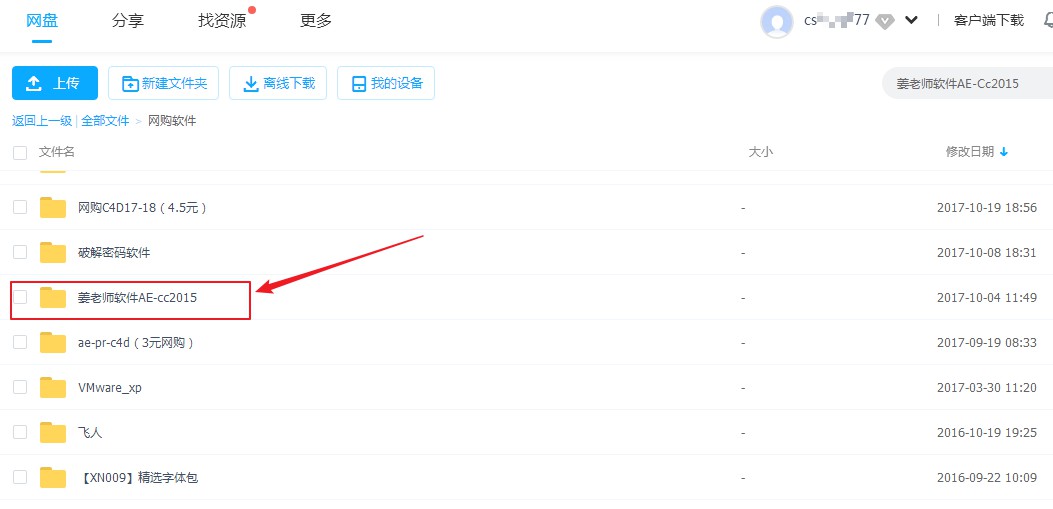 网盘 分享 找资源 更多 cs 77 客户端下载
上传 新建文件夹 离线下载 我的设备 姜老师软件AE-Cc2015
返回上一级 | 全部文件 > 网购软件
文件名 大小 修改日期
网购C4D17-18（4.5元） - 2017-10-19 18:56
破解密码软件 - 2017-10-08 18:31
姜老师软件AE-cc2015 - 2017-10-04 11:49
ae-pr-c4d（3元网购） - 2017-09-19 08:33
VMware_xp - 2017-03-30 11:20
飞人 - 2016-10-19 19:25
【XN009】精选字体包 - 2016-09-22 10:09